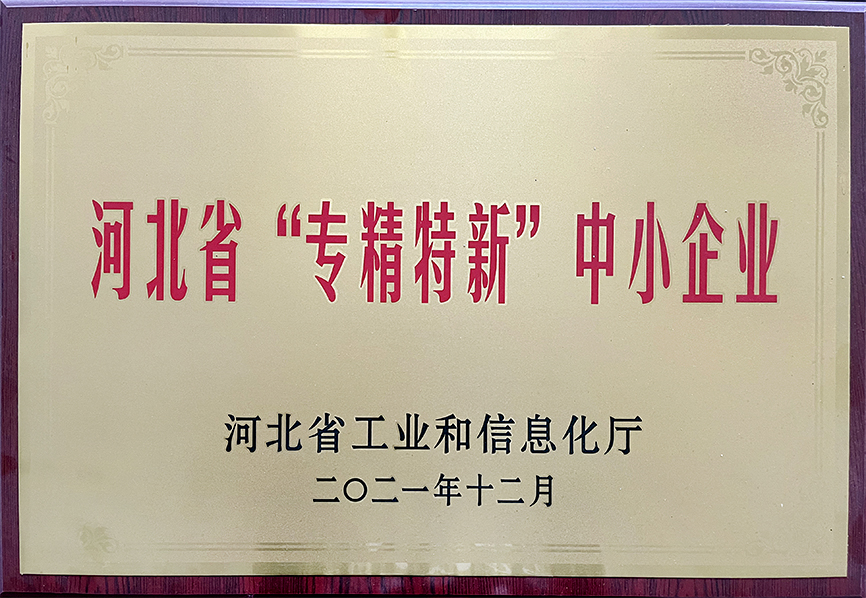 河北省“专精特新”中小企业
河北省工业和信息化厅
二〇二一年十二月